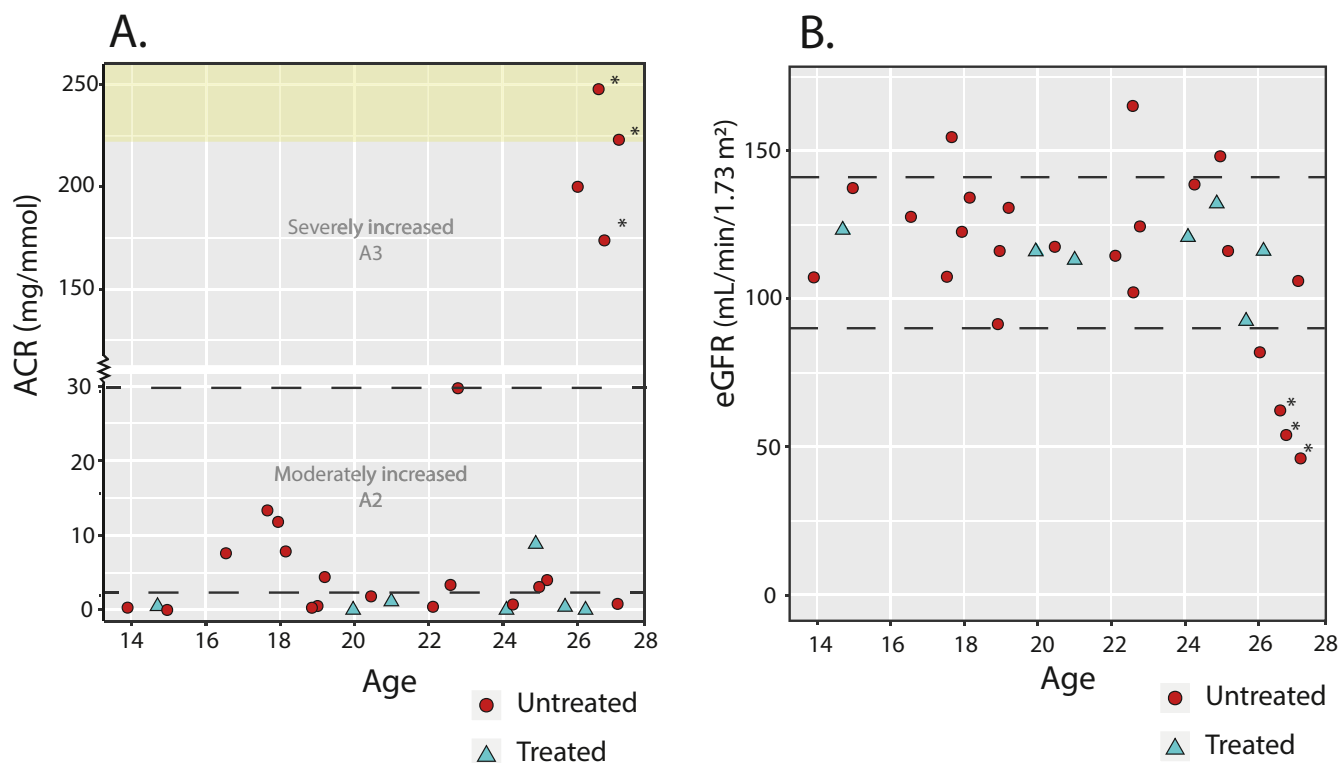 A.
ACR (mg/mmol)
250
200
150
30
20
10
0
Severely increased
A3
Moderately increased
A2
*
*
*
14 16 18 20 22 24 26 28
Age
Untreated
Treated
B.
eGFR (mL/min/1.73 m²)
150
100
50
0
*
*
*
14 16 18 20 22 24 26 28
Age
Untreated
Treated